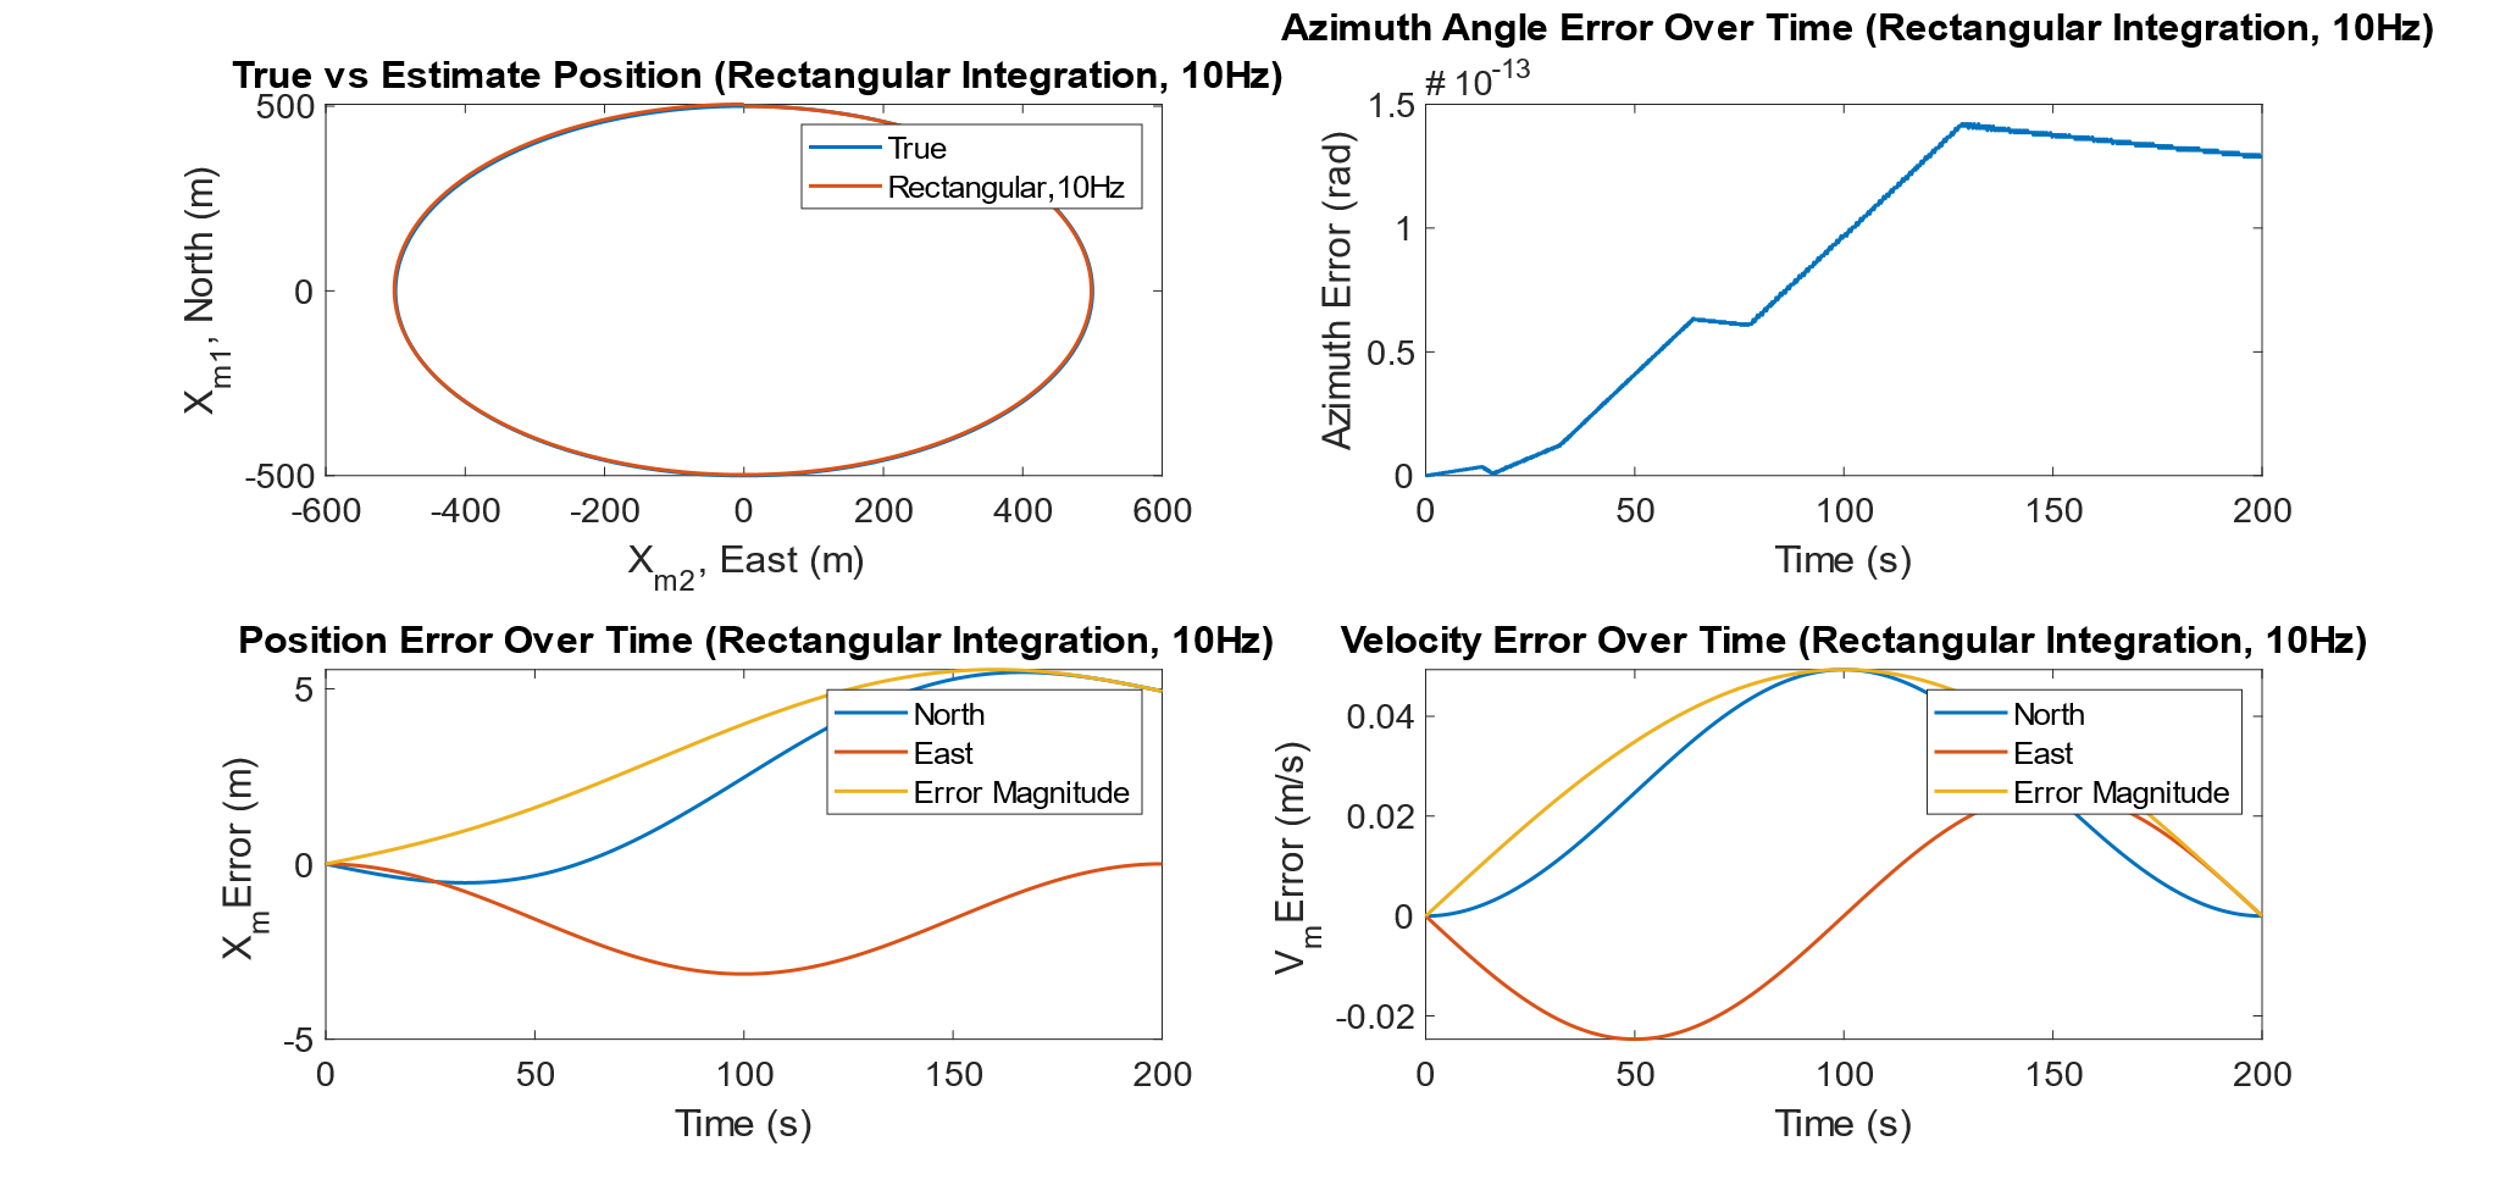 True vs Estimate Position (Rectangular Integration, 10Hz)
500
0
-500
X_m1, North (m)
True
Rectangular,10Hz
-600 -400 -200 0 200 400 600
X_m2, East (m)
Azimuth Angle Error Over Time (Rectangular Integration, 10Hz)
# 10^-13
1.5
1
0.5
0
Azimuth Error (rad)
0 50 100 150 200
Time (s)
Position Error Over Time (Rectangular Integration, 10Hz)
5
0
-5
X_m Error (m)
North
East
Error Magnitude
0 50 100 150 200
Time (s)
Velocity Error Over Time (Rectangular Integration, 10Hz)
0.04
0.02
0
-0.02
V_m Error (m/s)
North
East
Error Magnitude
0 50 100 150 200
Time (s)